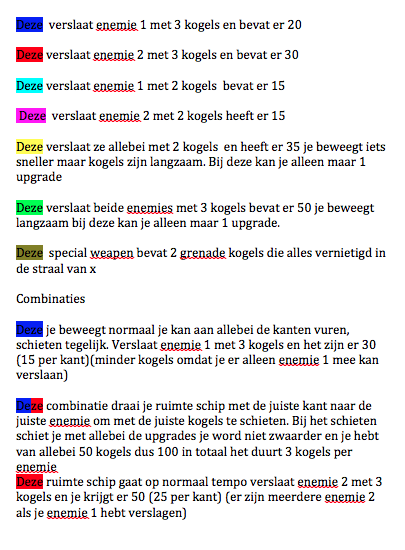 Deze verslaat enemie 1 met 3 kogels en bevat er 20
Deze verslaat enemie 2 met 3 kogels en bevat er 30
Deze verslaat enemie 1 met 2 kogels bevat er 15
Deze verslaat enemie 2 met 2 kogels heeft er 15
Deze verslaat ze allebei met 2 kogels en heeft er 35 je beweegt iets
sneller maar kogels zijn langzaam. Bij deze kan je alleen maar 1
upgrade
Deze verslaat beide enemies met 3 kogels bevat er 50 je beweegt
langzaam bij deze kan je alleen maar 1 upgrade.
Deze special weapen bevat 2 grenade kogels die alles vernietigd in
de straal van x
Combinaties
Deze je beweegt normaal je kan aan allebei de kanten vuren,
schieten tegelijk. Verslaat enemie 1 met 3 kogels en het zijn er 30
(15 per kant)(minder kogels omdat je er alleen enemie 1 mee kan
verslaan)
Deze combinatie draai je ruimte schip met de juiste kant naar de
juiste enemie om met de juiste kogels te schieten. Bij het schieten
schiet je met allebei de upgrades je word niet zwaarder en je hebt
van allebei 50 kogels dus 100 in totaal het duurt 3 kogels per
enemie
Deze ruimte schip gaat op normaal tempo verslaat enemie 2 met 3
kogels en je krijgt er 50 (25 per kant) (er zijn meerdere enemie 2
als je enemie 1 hebt verslagen)